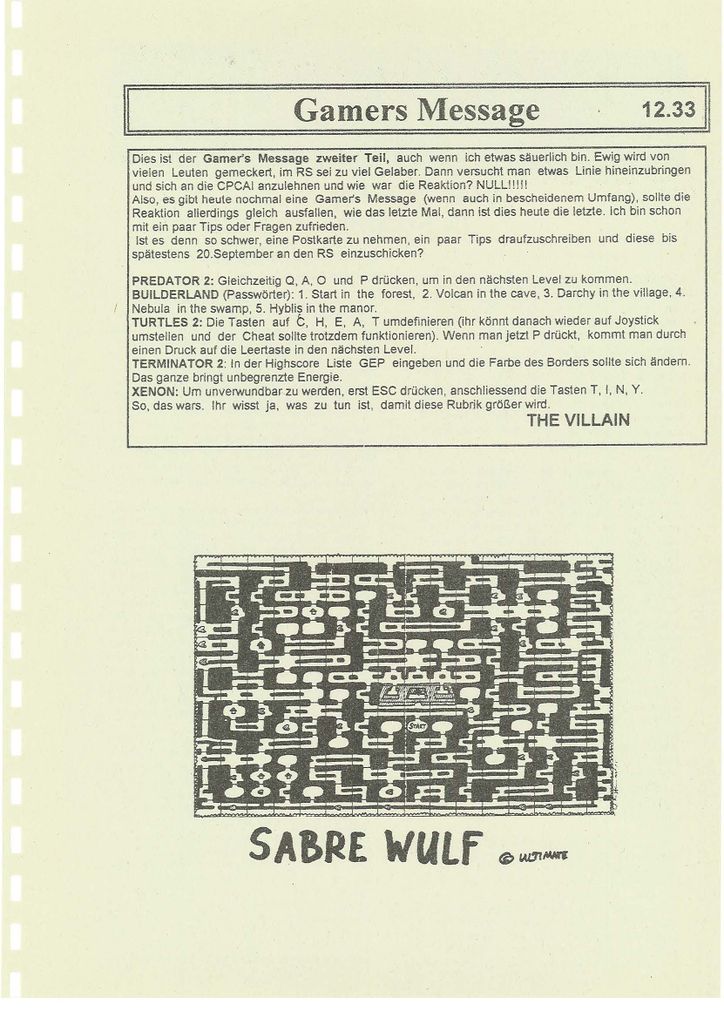 Gamers Message 12.33
Dies ist der Gamer's Message zweiter Teil, auch wenn ich etwas säuerlich bin. Ewig wird von
vielen Leuten gemeckert, im RS sei zu viel Gelaber. Dann versucht man etwas Linie hineinzubringen
und sich an die CPCAI anzulehnen und wie war die Reaktion? NULL!!!!!
Also, es gibt heute nochmal eine Gamer's Message (wenn auch in bescheidenem Umfang), sollte die
Reaktion allerdings gleich ausfallen, wie das letzte Mal, dann ist dies heute die letzte. Ich bin schon
mit ein paar Tips oder Fragen zufrieden.
Ist es denn so schwer, eine Postkarte zu nehmen, ein paar Tips draufzuschreiben und diese bis
spätestens 20.September an den RS einzuschicken?
PREDATOR 2: Gleichzeitig Q, A, O und P drücken, um in den nächsten Level zu kommen.
BUILDERLAND (Passwörter): 1. Start in the forest, 2. Volcan in the cave, 3. Darchy in the village, 4.
Nebula in the swamp, 5. Hyblis in the manor.
TURTLES 2: Die Tasten auf C, H, E, A, T umdefinieren (ihr könnt danach wieder auf Joystick
umstellen und der Cheat sollte trotzdem funktionieren). Wenn man jetzt P drückt, kommt man durch
einen Druck auf die Leertaste in den nächsten Level.
TERMINATOR 2: In der Highscore Liste GEP eingeben und die Farbe des Borders sollte sich ändern.
Das ganze bringt unbegrenzte Energie.
XENON: Um unverwundbar zu werden, erst ESC drücken, anschliessend die Tasten T, I, N, Y.
So, das wars. Ihr wisst ja, was zu tun ist, damit diese Rubrik größer wird.
THE VILLAIN
START
SABRE WULF © ULTIMATE